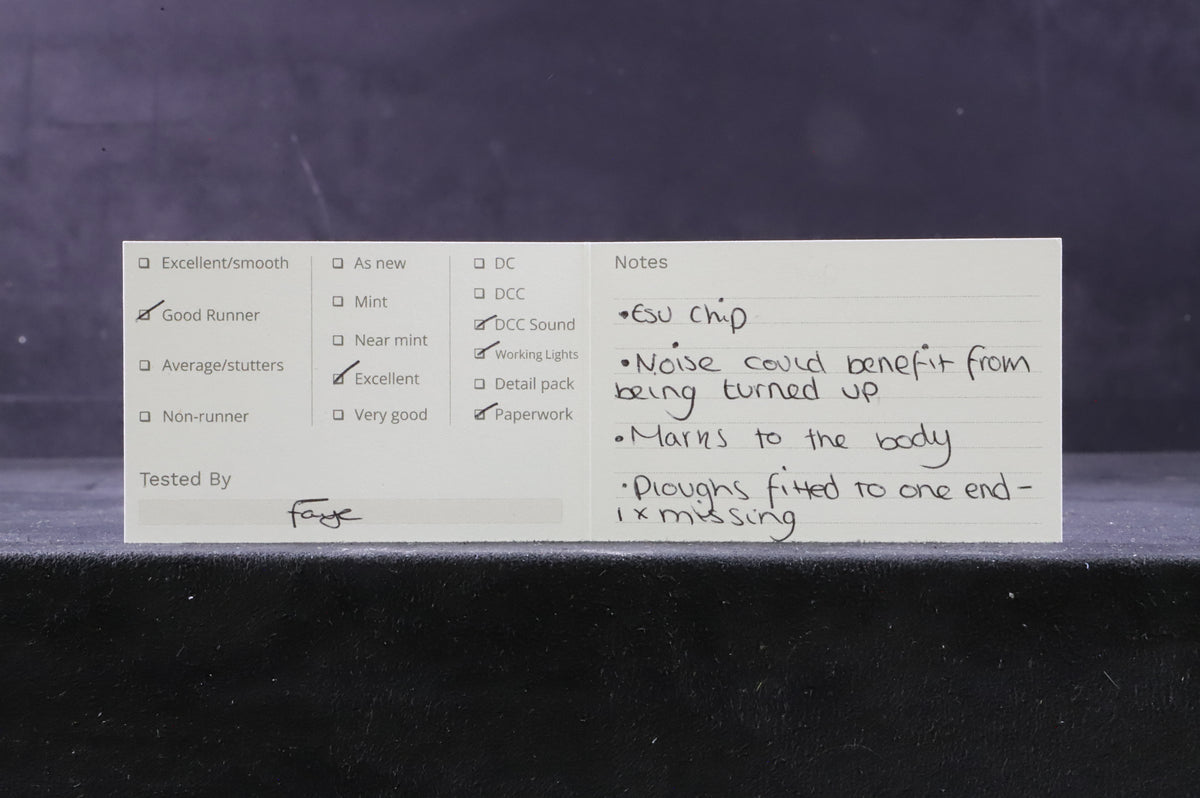 ☐ Excellent/smooth
☑ Good Runner
☐ Average/stutters
☐ Non-runner
☐ As new
☐ Mint
☐ Near mint
☑ Excellent
☐ Very good
☐ DC
☐ DCC
☑ DCC Sound
☑ Working Lights
☐ Detail pack
☑ Paperwork
Tested By
Faye
Notes
• ESU Chip
• Noise could benefit from
being turned up
• Marks to the body
• Ploughs fitted to one end -
1x missing